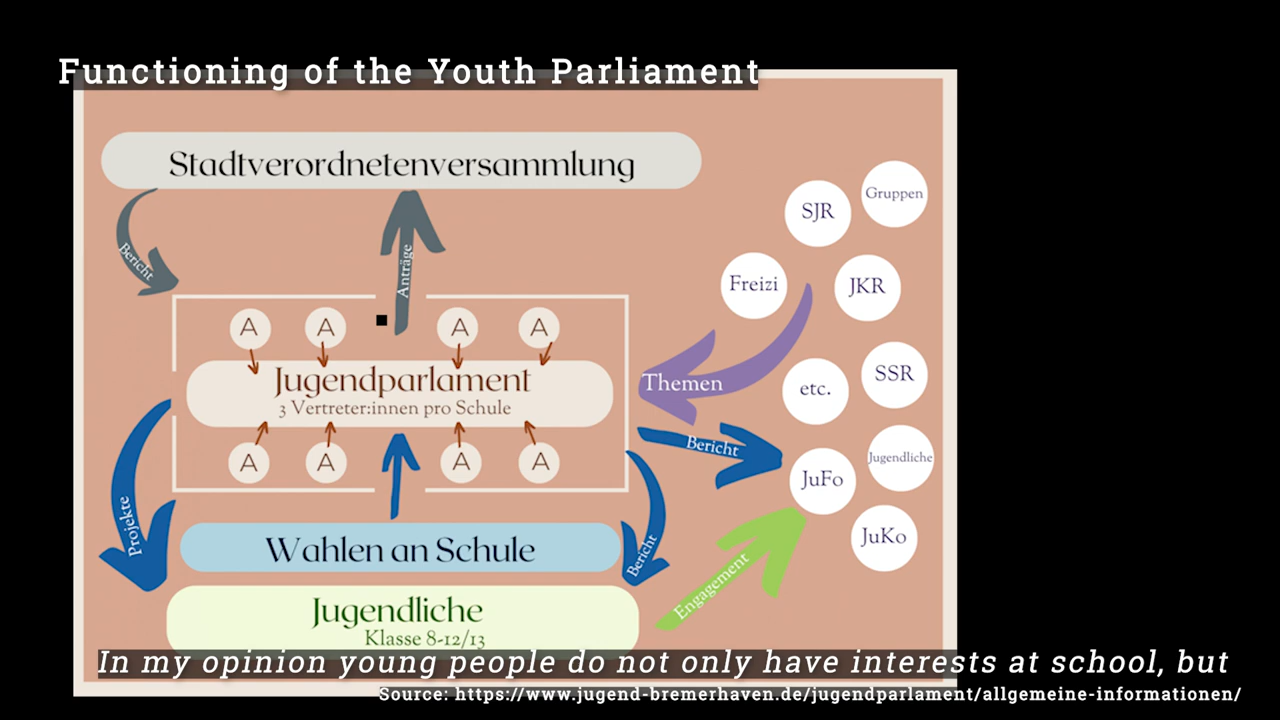 Functioning of the Youth Parliament
Stadtverordnetenversammlung
Bericht
Anträge
A
A
A
A
Jugendparlament
3 Vertreter:innen pro Schule
A
A
A
A
Projekte
Wahlen an Schule
Bericht
Jugendliche
Klasse 8-12/13
SJR
Gruppen
Freizi
JKR
Themen
etc.
SSR
Bericht
JuFo
Jugendliche
JuKo
Engagement
In my opinion young people do not only have interests at school, but
Source: https://www.jugend-bremerhaven.de/jugendparlament/allgemeine-informationen/